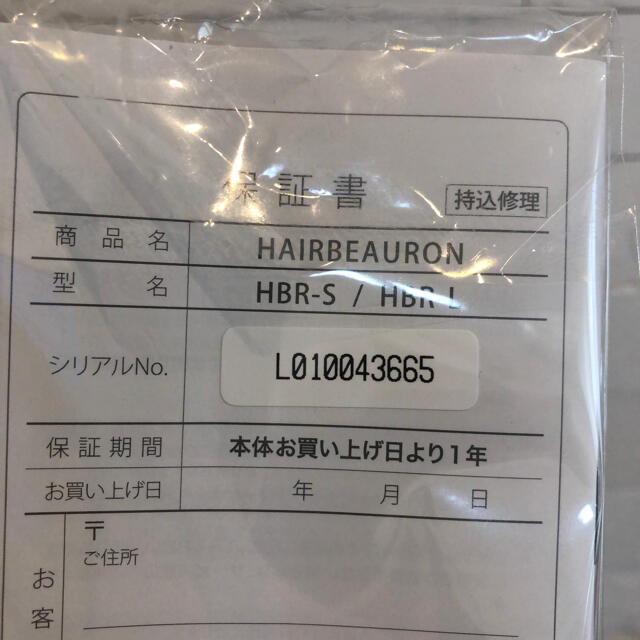 保証書 持込修理
商品名 HAIRBEAURON
型名 HBR-S / HBR-L
シリアルNo. L010043665
保証期間 本体お買い上げ日より1年
お買い上げ日 年 月 日
〒
ご住所
お客